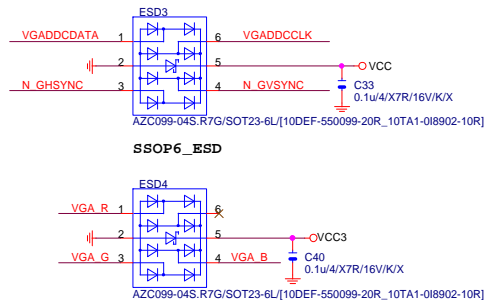 ESD3
VGADDCDATA 1 6 VGADDCCLK
2 5 VCC
N_GHSYNC 3 4 N_GVSYNC
C33
0.1u/4/X7R/16V/K/X
AZC099-04S.R7G/SOT23-6L/[10DEF-550099-20R_10TA1-0I8902-10R]
SSOP6_ESD
ESD4
VGA_R 1 6
2 5 VCC3
VGA_G 3 4 VGA_B
C40
0.1u/4/X7R/16V/K/X
AZC099-04S.R7G/SOT23-6L/[10DEF-550099-20R_10TA1-0I8902-10R]